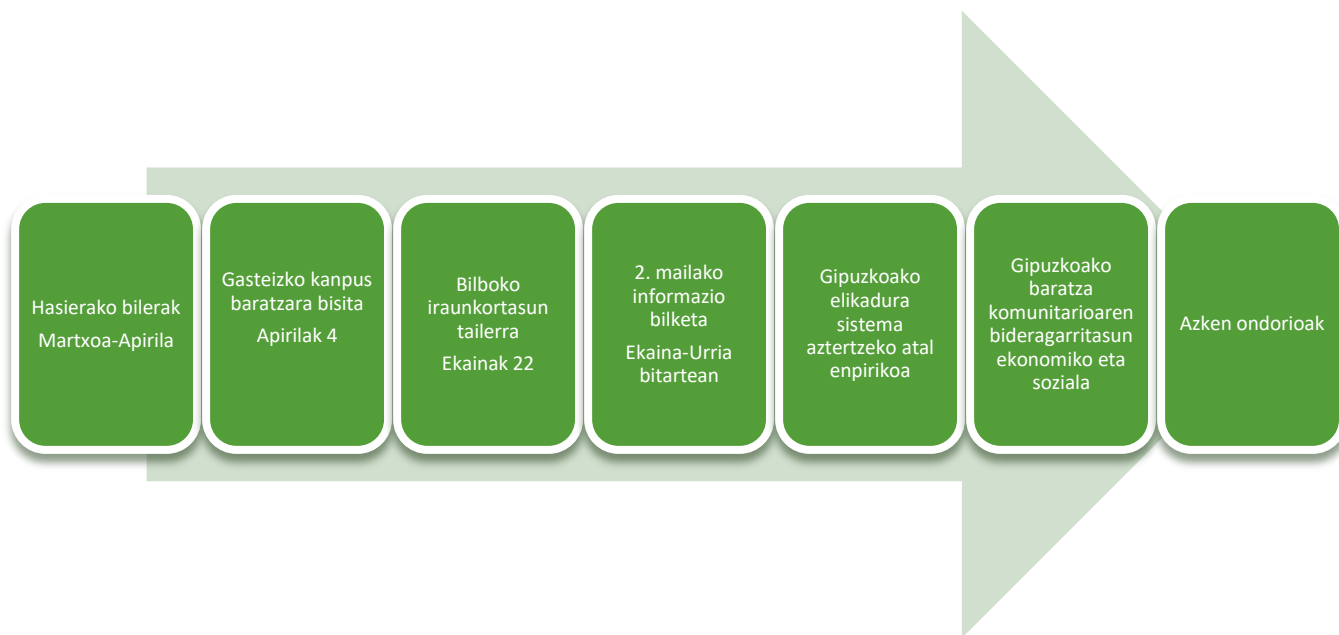 Hasierako bilerak
Martxoa-Apirila
Gasteizko kanpus
baratzara bisita
Apirilak 4
Bilboko
iraunkortasun
tailerra
Ekainak 22
2. mailako
informazio
bilketa
Ekaina-Urria
bitartean
Gipuzkoako
elikadura
sistema
aztertzeko atal
enpirikoa
Gipuzkoako
baratza
komunitarioaren
bideragarritasun
ekonomiko eta
soziala
Azken ondorioak